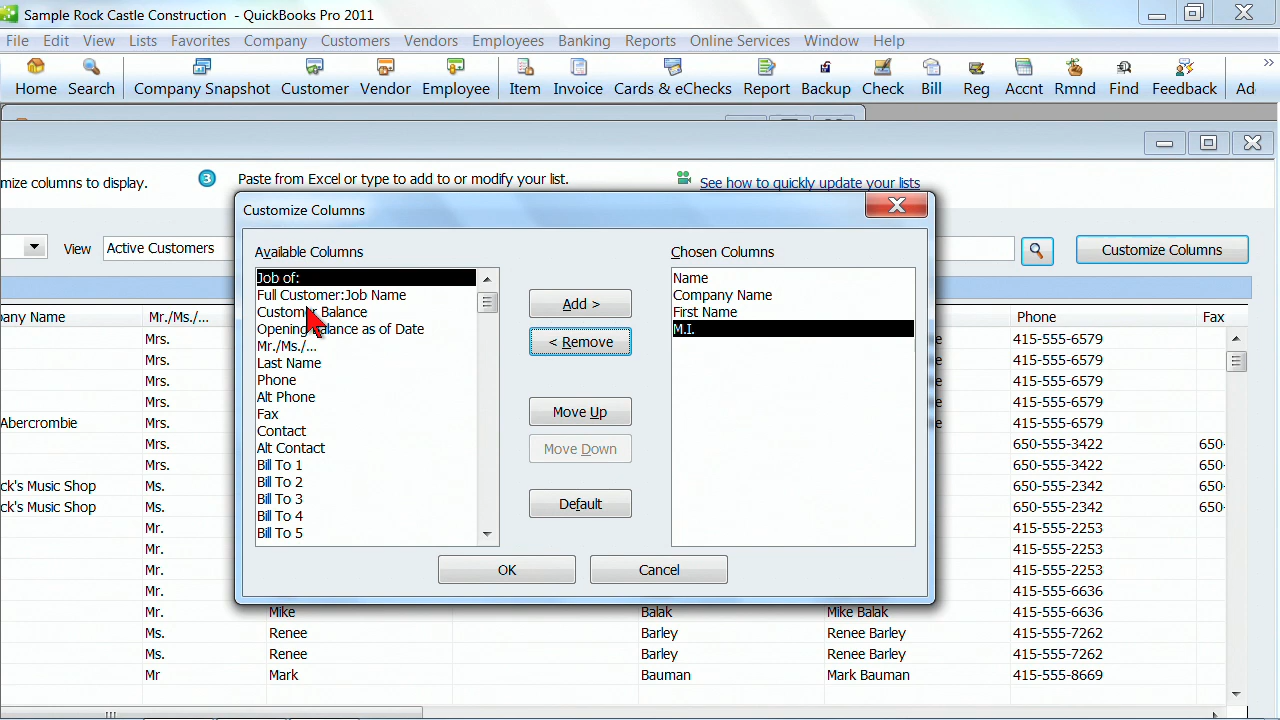 Sample Rock Castle Construction - QuickBooks Pro 2011
File Edit View Lists Favorites Company Customers Vendors Employees Banking Reports Online Services Window Help
Home Search Company Snapshot Customer Vendor Employee Item Invoice Cards & eChecks Report Backup Check Bill Reg Accnt Rmnd Find Feedback Ad
mize columns to display. 3 Paste from Excel or type to add to or modify your list. See how to quickly update your lists
View Active Customers Customize Columns
Customize Columns
Available Columns
Job of:
Full Customer:Job Name
Customer Balance
Opening Balance as of Date
Mr./Ms./...
Last Name
Phone
Alt Phone
Fax
Contact
Alt Contact
Bill To 1
Bill To 2
Bill To 3
Bill To 4
Bill To 5
Add >
< Remove
Move Up
Move Down
Default
Chosen Columns
Name
Company Name
First Name
M.I.
OK Cancel
any Name Mr./Ms./... Phone Fax
Mrs. 415-555-6579
Mrs. 415-555-6579
Mrs. 415-555-6579
Mrs. 415-555-6579
Abercrombie Mrs. 415-555-6579
Mrs. 650-555-3422 650-
Mrs. 650-555-3422 650-
ck's Music Shop Ms. 650-555-2342 650-
ck's Music Shop Ms. 650-555-2342 650-
Mr. 415-555-2253
Mr. 415-555-2253
Mr. 415-555-2253
Mr. 415-555-6636
Mr. Mike Balak Mike Balak 415-555-6636
Ms. Renee Barley Renee Barley 415-555-7262
Ms. Renee Barley Renee Barley 415-555-7262
Mr Mark Bauman Mark Bauman 415-555-8669